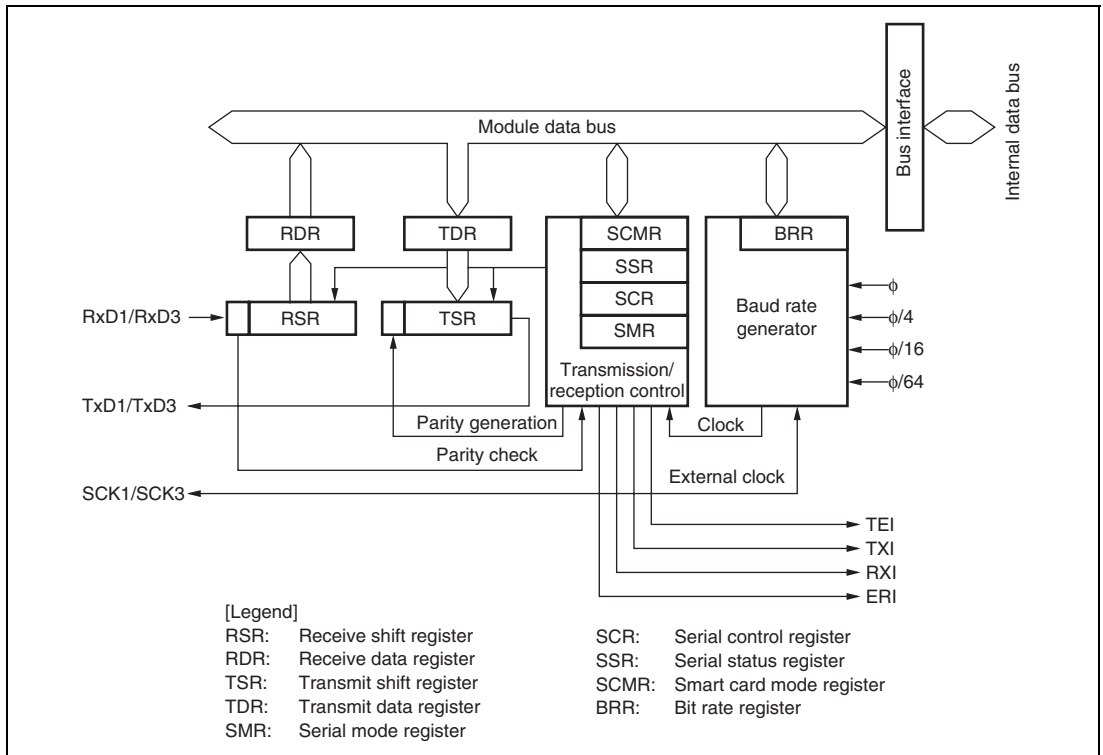 Module data bus
Bus interface
Internal data bus
RDR
TDR
SCMR
BRR
SSR
SCR
SMR
RSR
TSR
Baud rate
generator
φ
φ/4
φ/16
φ/64
RxD1/RxD3
Transmission/
reception control
TxD1/TxD3
Parity generation
Clock
Parity check
External clock
SCK1/SCK3
TEI
TXI
RXI
ERI
[Legend]
RSR: Receive shift register
RDR: Receive data register
TSR: Transmit shift register
TDR: Transmit data register
SMR: Serial mode register
SCR: Serial control register
SSR: Serial status register
SCMR: Smart card mode register
BRR: Bit rate register